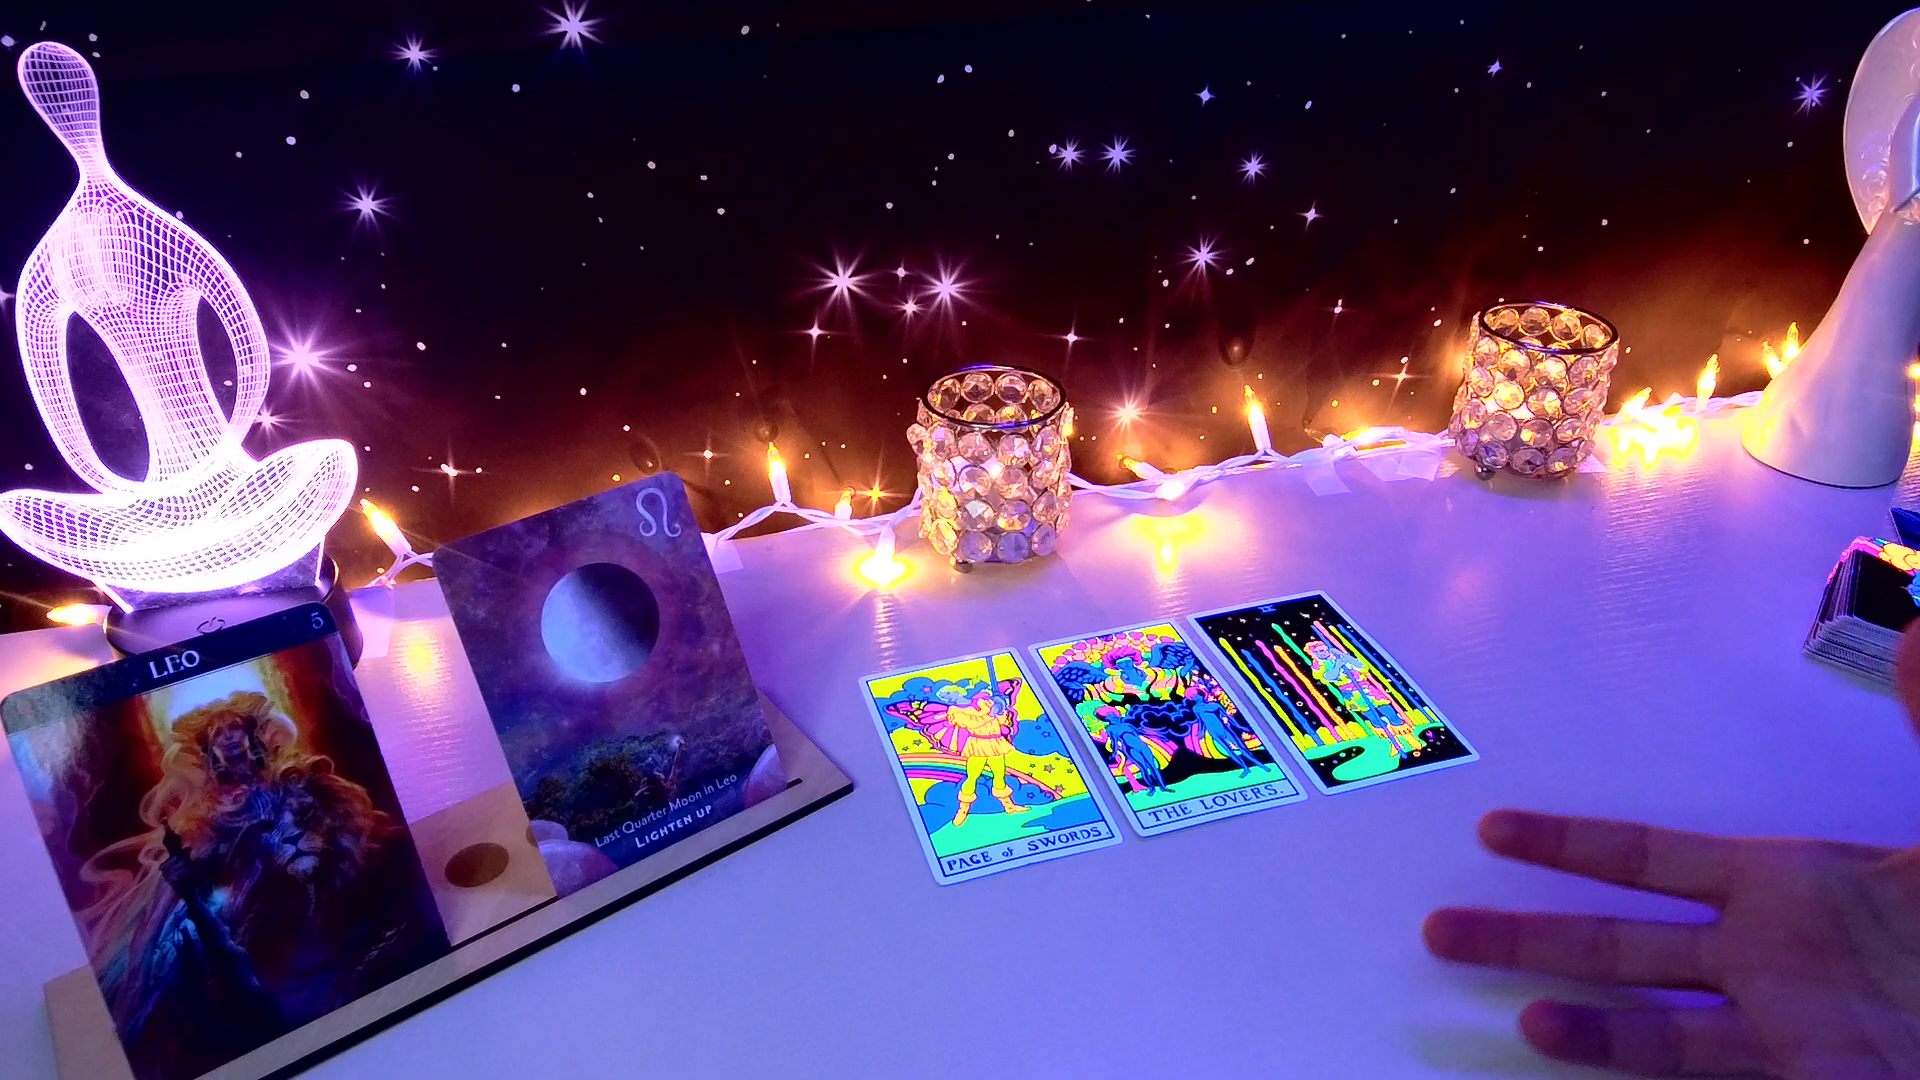 LEO
5
Last Quarter Moon in Leo
LIGHTEN UP
PAGE of SWORDS.
THE LOVERS.